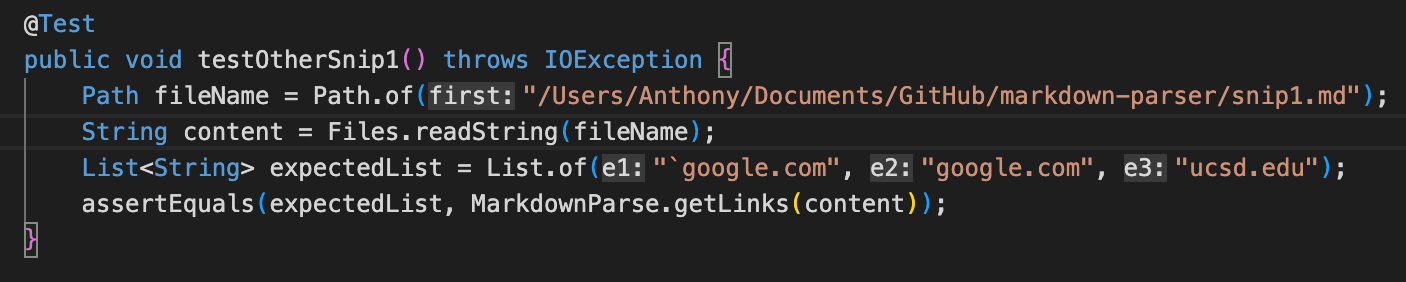 @Test
public void testOtherSnip1() throws IOException {
    Path fileName = Path.of(first: "/Users/Anthony/Documents/GitHub/markdown-parser/snip1.md");
    String content = Files.readString(fileName);
    List<String> expectedList = List.of(e1: "`google.com", e2: "google.com", e3: "ucsd.edu");
    assertEquals(expectedList, MarkdownParse.getLinks(content));
}